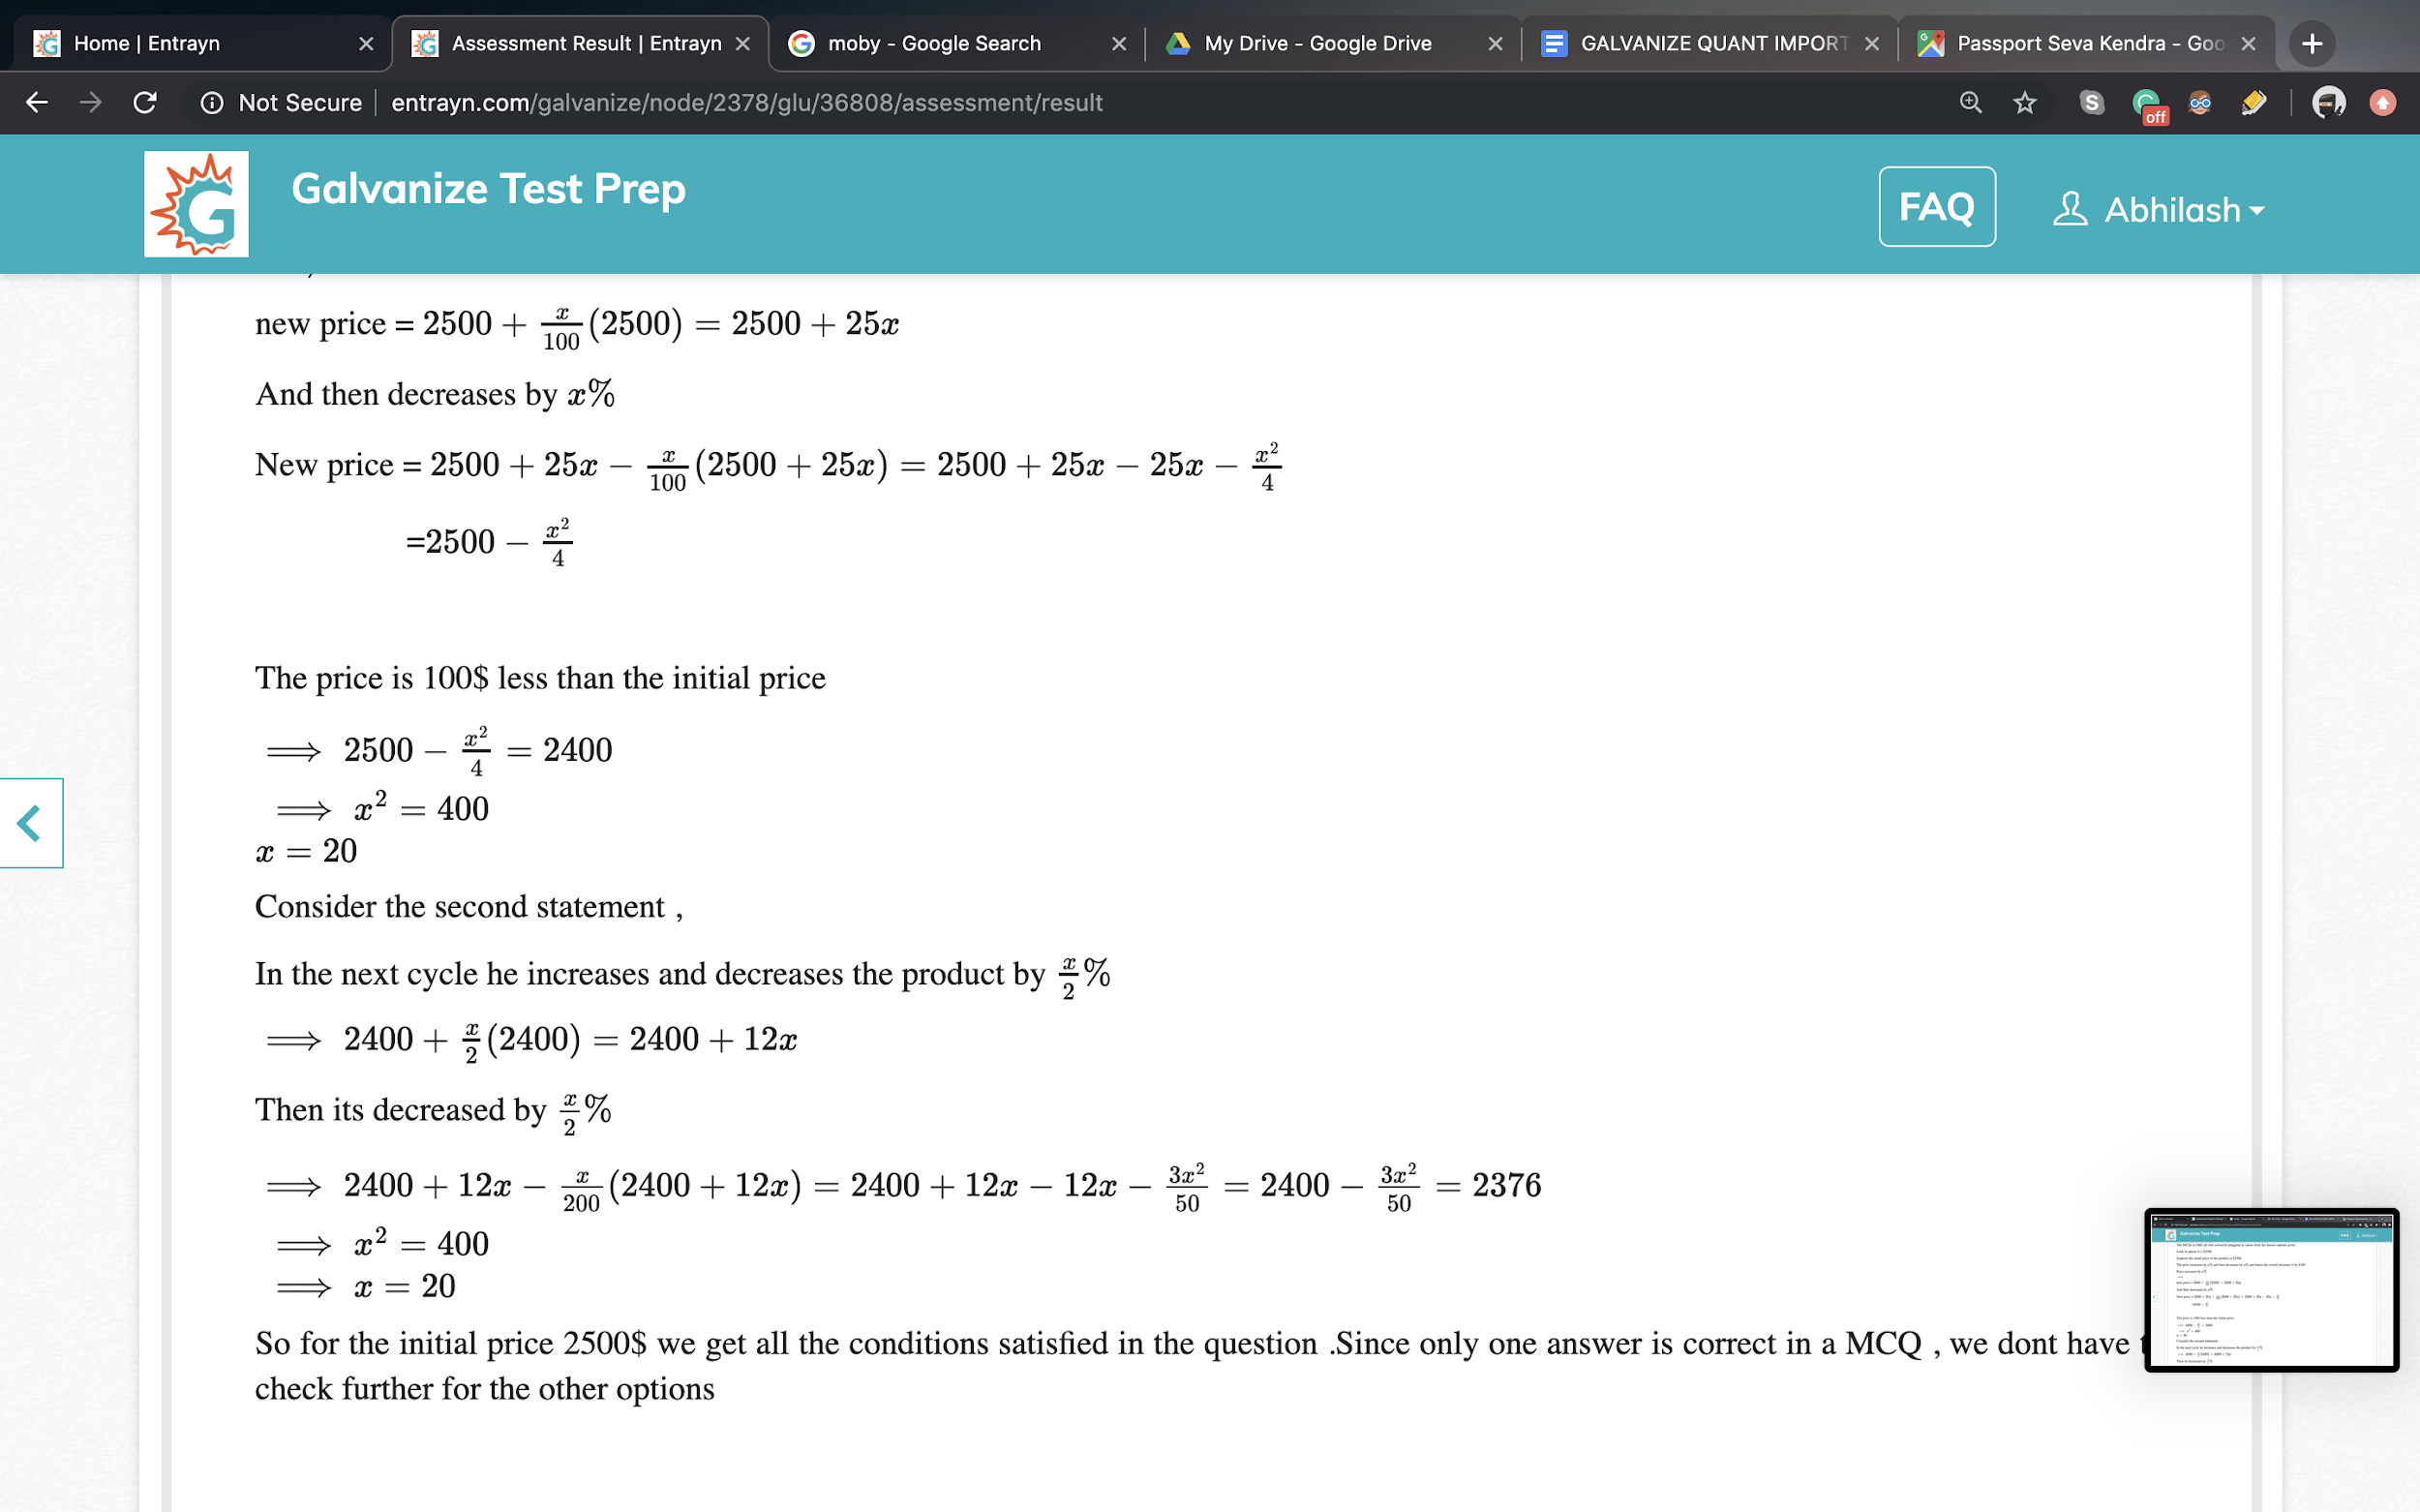 Home | Entrayn
Assessment Result | Entrayn
moby - Google Search
My Drive - Google Drive
GALVANIZE QUANT IMPORT
Passport Seva Kendra - Goo
Not Secure | entrayn.com/galvanize/node/2378/glu/36808/assessment/result
off
Galvanize Test Prep
FAQ
Abhilash
new price = 2500 + x/100 (2500) = 2500 + 25x
And then decreases by x%
New price = 2500 + 25x − x/100 (2500 + 25x) = 2500 + 25x − 25x − x²/4
=2500 − x²/4
The price is 100$ less than the initial price
⟹ 2500 − x²/4 = 2400
⟹ x² = 400
x = 20
Consider the second statement ,
In the next cycle he increases and decreases the product by x/2 %
⟹ 2400 + x/2 (2400) = 2400 + 12x
Then its decreased by x/2 %
⟹ 2400 + 12x − x/200 (2400 + 12x) = 2400 + 12x − 12x − 3x²/50 = 2400 − 3x²/50 = 2376
⟹ x² = 400
⟹ x = 20
So for the initial price 2500$ we get all the conditions satisfied in the question .Since only one answer is correct in a MCQ , we dont have
check further for the other options